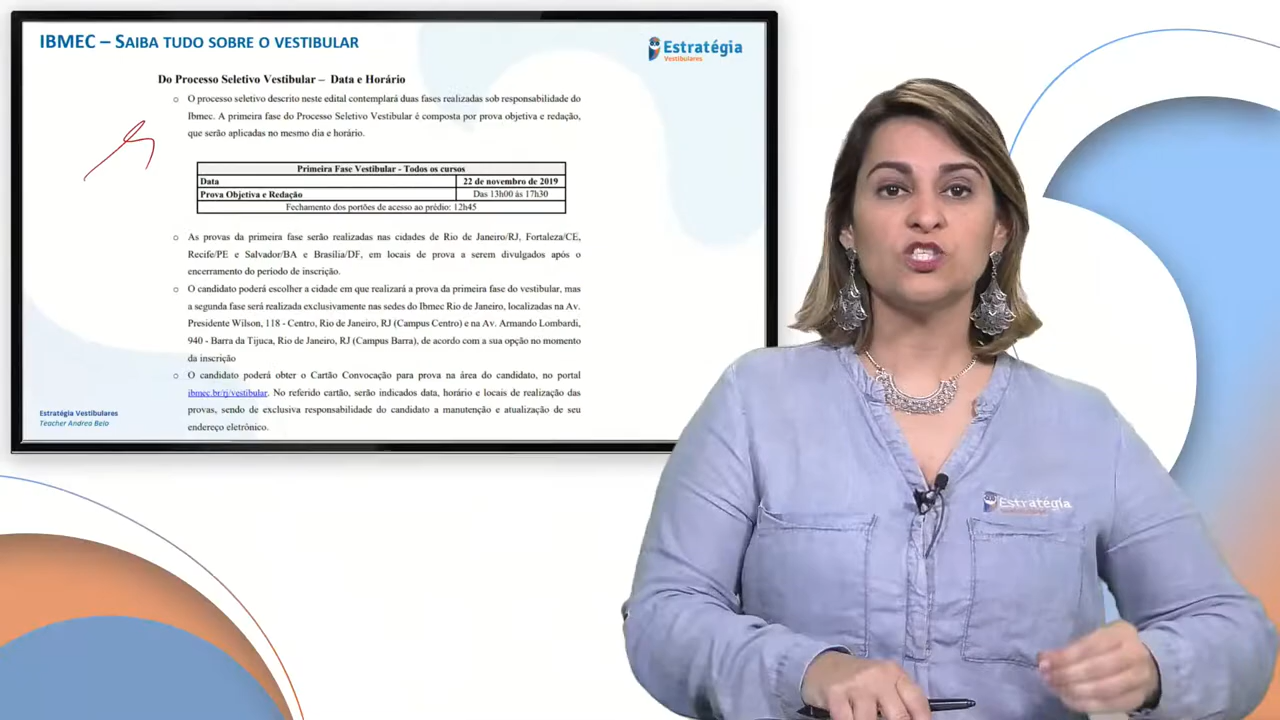 IBMEC – SAIBA TUDO SOBRE O VESTIBULAR
Estratégia
Vestibulares
Do Processo Seletivo Vestibular – Data e Horário
O processo seletivo descrito neste edital contemplará duas fases realizadas sob responsabilidade do
Ibmec. A primeira fase do Processo Seletivo Vestibular é composta por prova objetiva e redação,
que serão aplicadas no mesmo dia e horário.
Primeira Fase Vestibular - Todos os cursos
Data 22 de novembro de 2019
Prova Objetiva e Redação Das 13h00 às 17h30
Fechamento dos portões de acesso ao prédio: 12h45
As provas da primeira fase serão realizadas nas cidades de Rio de Janeiro/RJ, Fortaleza/CE,
Recife/PE e Salvador/BA e Brasília/DF, em locais de prova a serem divulgados após o
encerramento do período de inscrição.
O candidato poderá escolher a cidade em que realizará a prova da primeira fase do vestibular, mas
a segunda fase será realizada exclusivamente nas sedes do Ibmec Rio de Janeiro, localizadas na Av.
Presidente Wilson, 118 - Centro, Rio de Janeiro, RJ (Campus Centro) e na Av. Armando Lombardi,
940 - Barra da Tijuca, Rio de Janeiro, RJ (Campus Barra), de acordo com a sua opção no momento
da inscrição
O candidato poderá obter o Cartão Convocação para prova na área do candidato, no portal
ibmec.br/rj/vestibular. No referido cartão, serão indicados data, horário e locais de realização das
provas, sendo de exclusiva responsabilidade do candidato a manutenção e atualização de seu
endereço eletrônico.
Estratégia Vestibulares
Teacher Andrea Belo
Estratégia